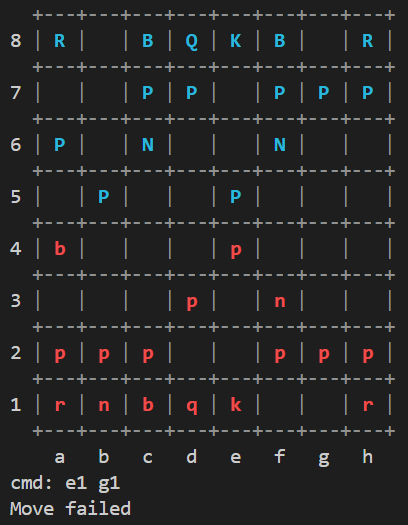 +---+---+---+---+---+---+---+---+
8 | R |   | B | Q | K | B |   | R |
+---+---+---+---+---+---+---+---+
7 |   |   | P | P |   | P | P | P |
+---+---+---+---+---+---+---+---+
6 | P |   | N |   |   | N |   |   |
+---+---+---+---+---+---+---+---+
5 |   | P |   |   | P |   |   |   |
+---+---+---+---+---+---+---+---+
4 | b |   |   |   | p |   |   |   |
+---+---+---+---+---+---+---+---+
3 |   |   |   | p |   | n |   |   |
+---+---+---+---+---+---+---+---+
2 | p | p | p |   |   | p | p | p |
+---+---+---+---+---+---+---+---+
1 | r | n | b | q | k |   |   | r |
+---+---+---+---+---+---+---+---+
a b c d e f g h
cmd: e1 g1
Move failed